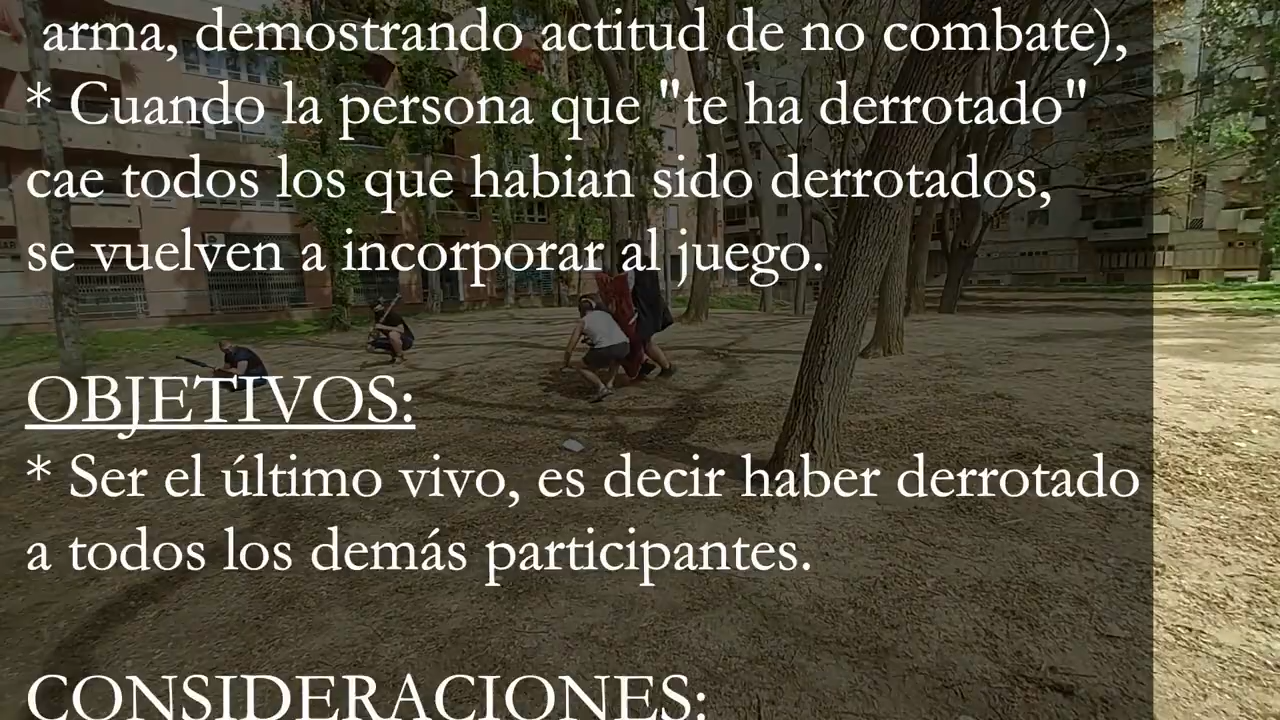 arma, demostrando actitud de no combate),
* Cuando la persona que "te ha derrotado"
cae todos los que habian sido derrotados,
se vuelven a incorporar al juego.
OBJETIVOS:
* Ser el último vivo, es decir haber derrotado
a todos los demás participantes.
CONSIDERACIONES: